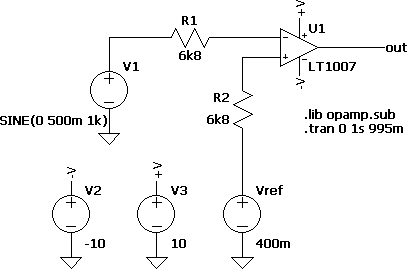 +V
R1
U1
6k8
out
V1
LT1007
-V
R2
6k8
SINE(0 500m 1k)
.lib opamp.sub
.tran 0 1s 995m
-V
+V
V2
V3
Vref
-10
10
400m